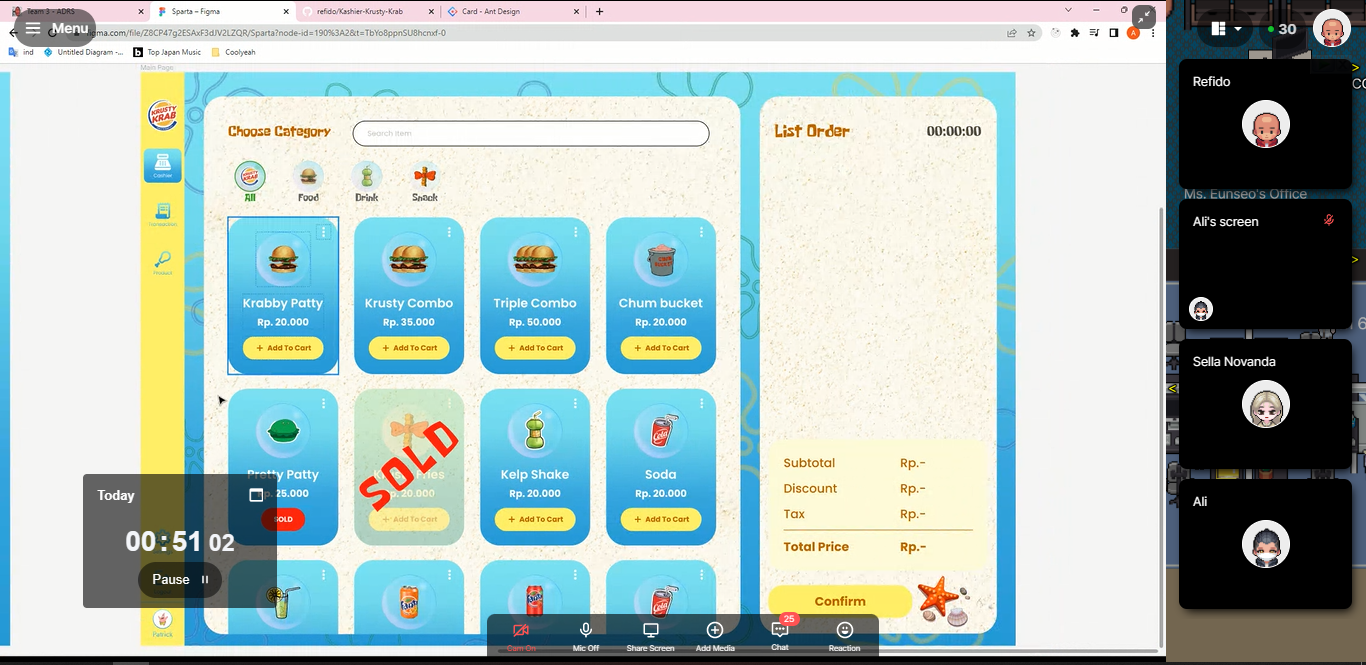 Team 3 - ADRS
Sparta – Figma
refido/Kashier-Krusty-Krab
Card - Ant Design
Menu
figma.com/file/Z8CP47g2ESAxF3dJV2LZQR/Sparta?node-id=190%3A2&t=TbYo8ppnSU8hcnxf-0
ind
Untitled Diagram -...
Top Japan Music
Coolyeah
A
30
Main Page
KRUSTY
KRAB
Choose Category
Search Item
List Order
00:00:00
Cashier
Transaction
Product
All
Food
Drink
Snack
Krabby Patty
Rp. 20.000
+ Add To Cart
Krusty Combo
Rp. 35.000
+ Add To Cart
Triple Combo
Rp. 50.000
+ Add To Cart
CHUM
BUCKET
Chum bucket
Rp. 20.000
+ Add To Cart
Pretty Patty
Rp. 25.000
SOLD
SOLD
Fries
20.000
+ Add To Cart
Kelp Shake
Rp. 20.000
+ Add To Cart
Cola
Soda
Rp. 20.000
+ Add To Cart
Fanta
Cola
Subtotal Rp.-
Discount Rp.-
Tax Rp.-
Total Price Rp.-
Confirm
Patrick
Today
00:51 02
Pause
Cam On
Mic Off
Share Screen
Add Media
25
Chat
Reaction
Refido
Ms. Eunseo's Office
Ali's screen
Sella Novanda
Ali